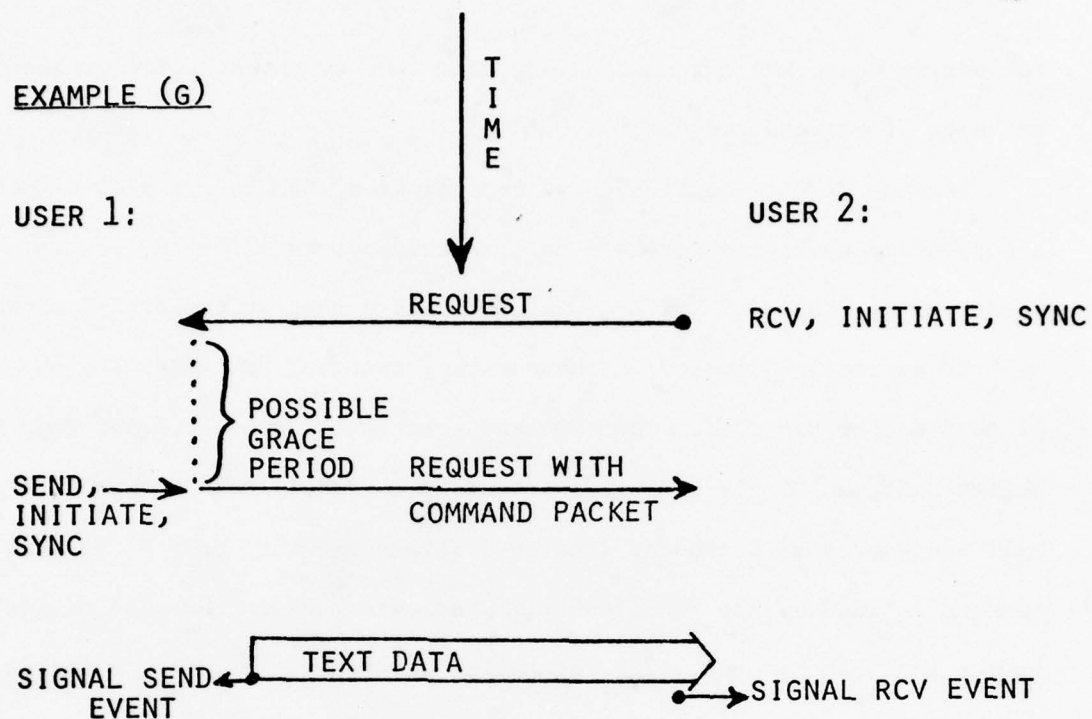 TIME
EXAMPLE (G)
USER 1:
USER 2:
REQUEST
RCV, INITIATE, SYNC
POSSIBLE
GRACE
PERIOD
REQUEST WITH
COMMAND PACKET
SEND,
INITIATE,
SYNC
TEXT DATA
SIGNAL SEND
EVENT
SIGNAL RCV EVENT